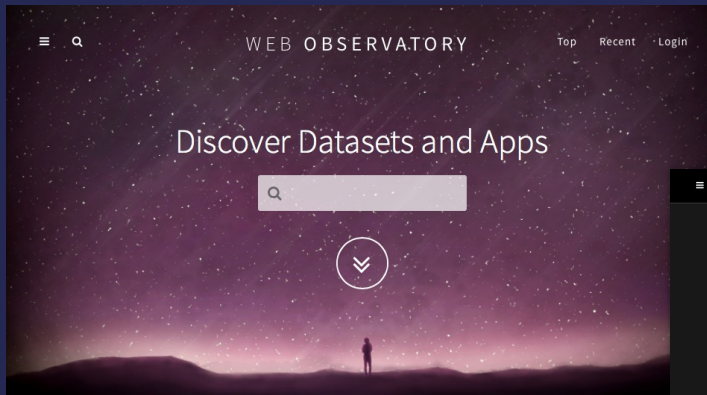 WEB OBSERVATORY
Top Recent Login
Discover Datasets and Apps